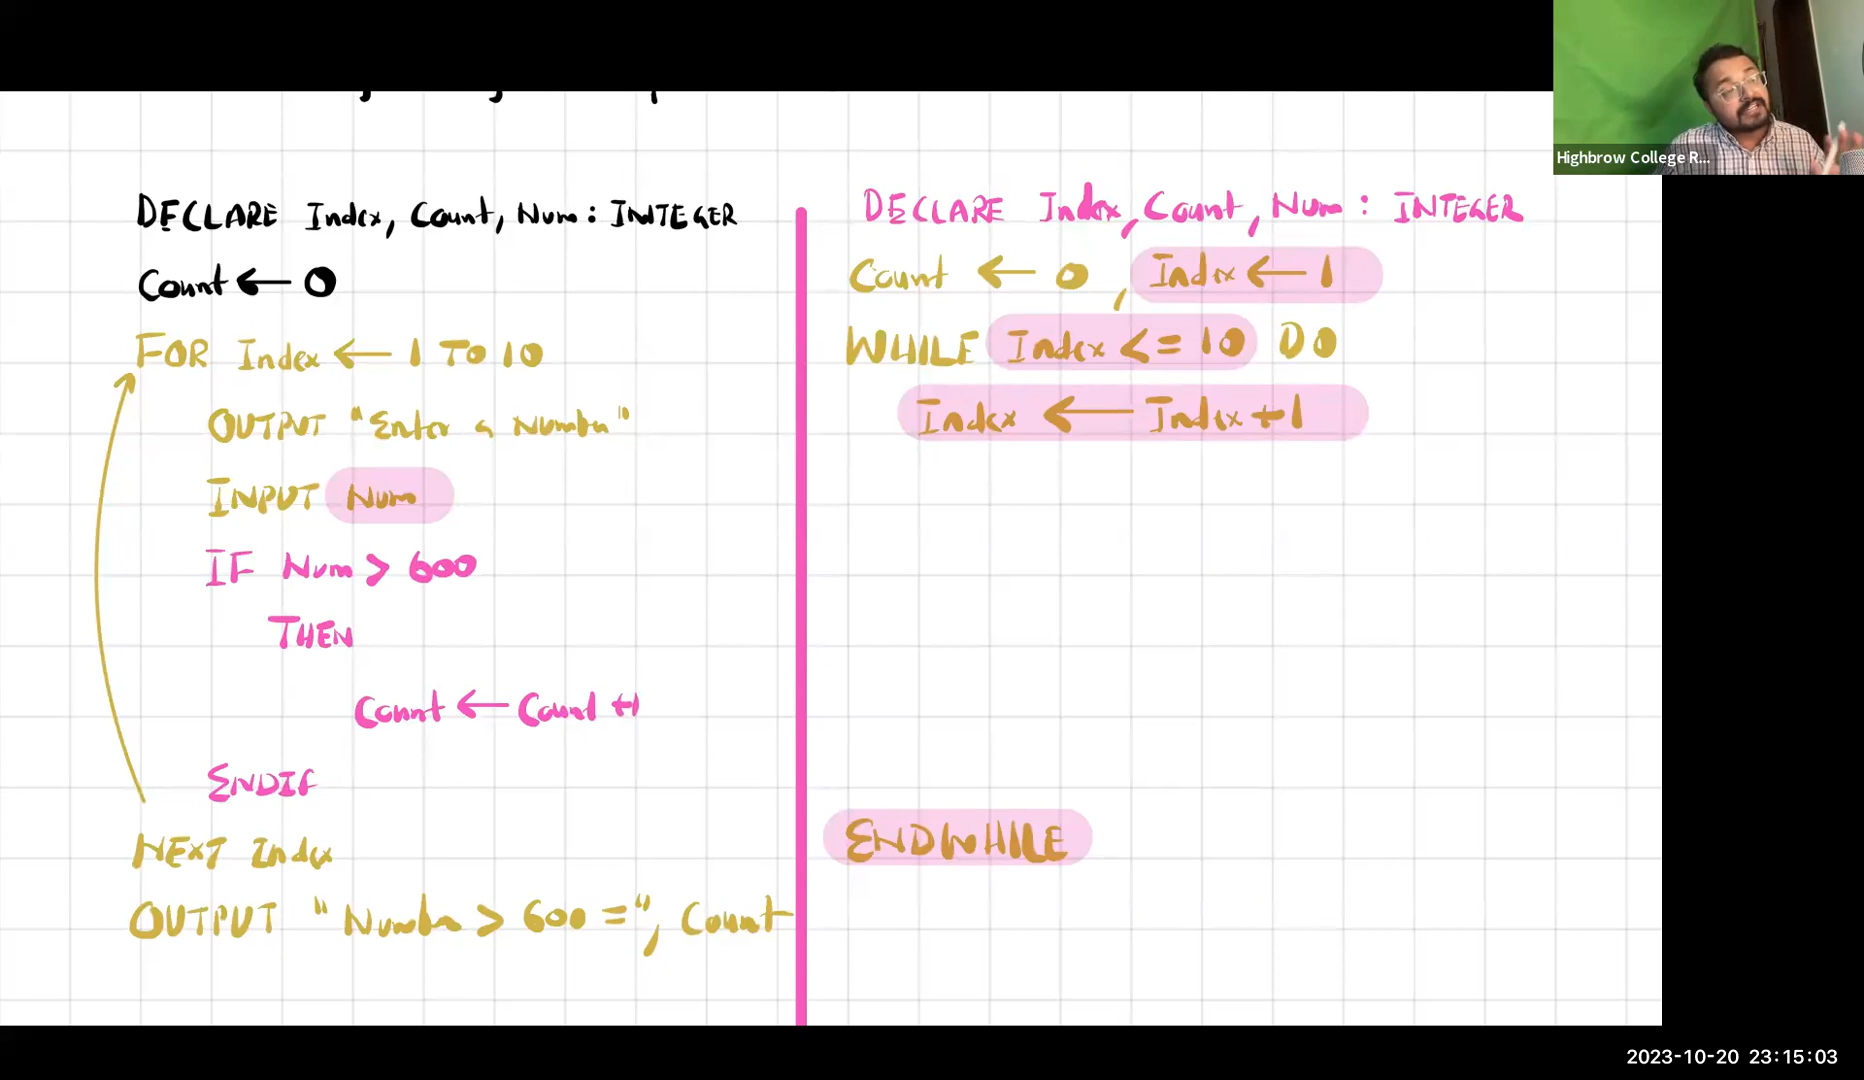 DECLARE Index, Count, Num : INTEGER
Count ← 0
FOR Index ← 1 TO 10
OUTPUT "Enter a Number"
INPUT Num
IF Num > 600
THEN
Count ← Count +1
ENDIF
NEXT Index
OUTPUT "Number > 600 =", Count
DECLARE Index, Count, Num : INTEGER
Count ← 0, Index ← 1
WHILE Index <= 10 DO
Index ← Index +1
ENDWHILE
Highbrow College R...
2023-10-20 23:15:03